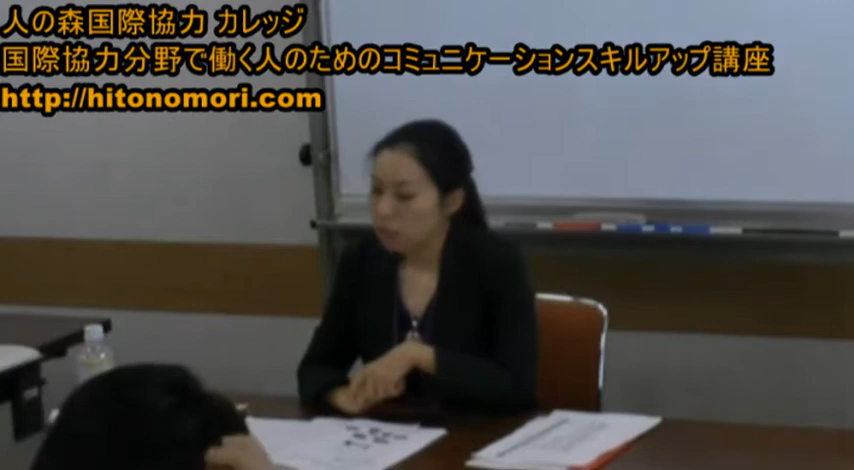 人の森国際協力 カレッジ
国際協力分野で働く人のためのコミュニケーションスキルアップ講座
http://hitonomori.com